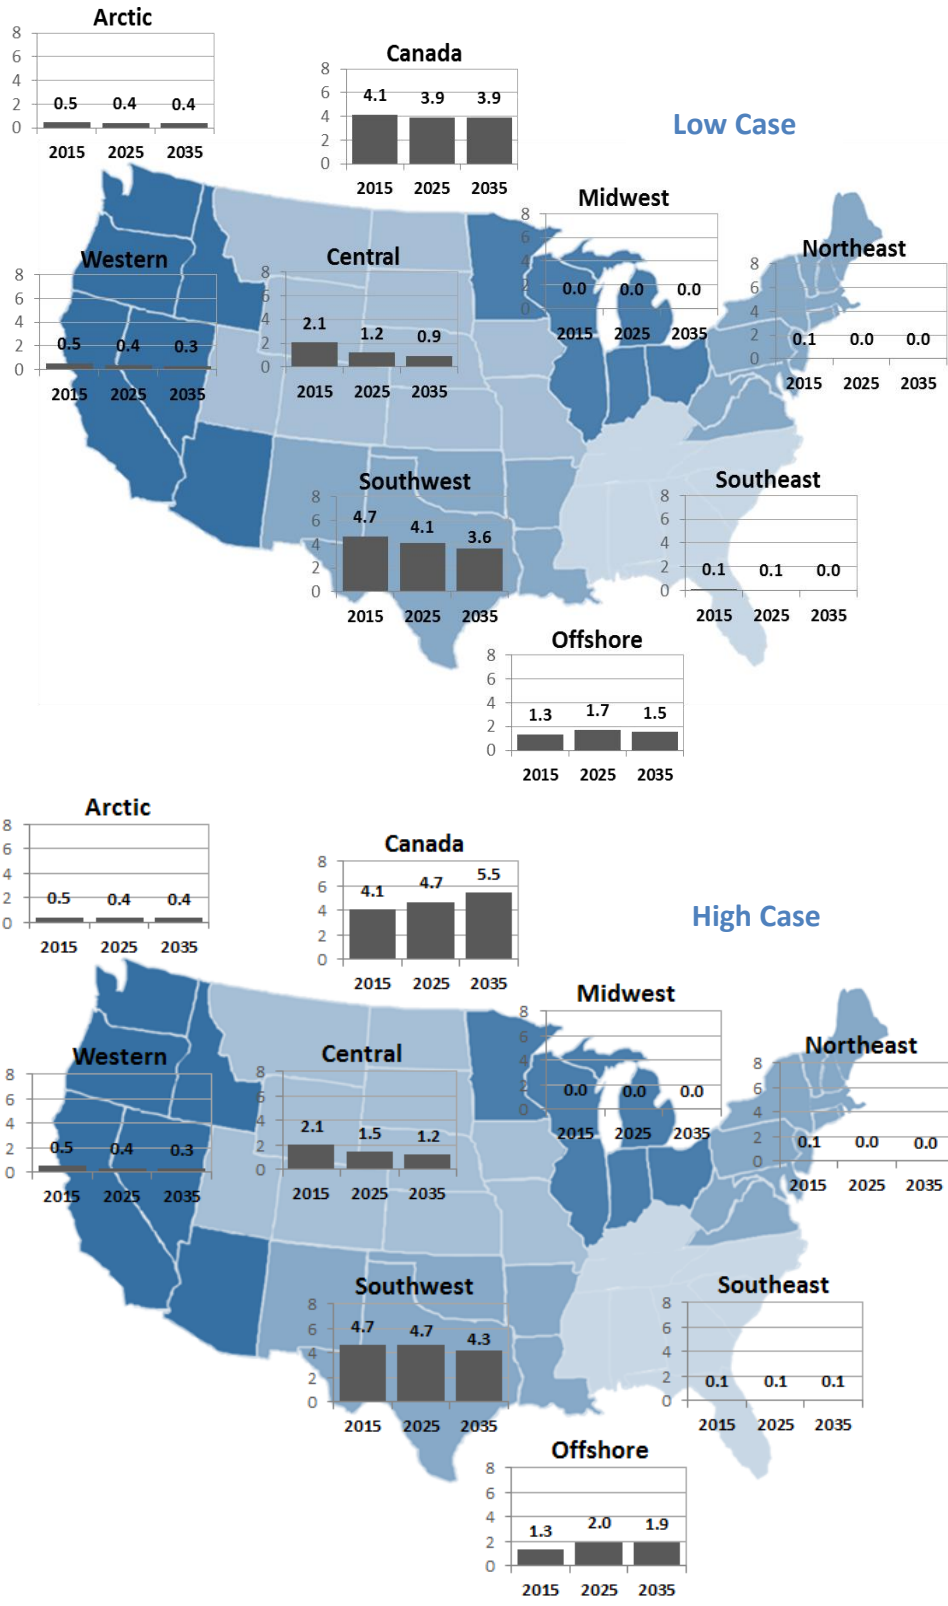 Arctic
8
6
4
2
0
0.5 0.4 0.4
2015 2025 2035
Canada
8
6
4
2
0
4.1 3.9 3.9
2015 2025 2035
Low Case
Midwest
8
6
4
2
0
0.0 0.0 0.0
2015 2025 2035
Northeast
8
6
4
2
0
0.1 0.0 0.0
2015 2025 2035
Western
8
6
4
2
0
0.5 0.4 0.3
2015 2025 2035
Central
8
6
4
2
0
2.1 1.2 0.9
2015 2025 2035
Southwest
8
6
4
2
0
4.7 4.1 3.6
2015 2025 2035
Southeast
8
6
4
2
0
0.1 0.1 0.0
2015 2025 2035
Offshore
8
6
4
2
0
1.3 1.7 1.5
2015 2025 2035
Arctic
8
6
4
2
0
0.5 0.4 0.4
2015 2025 2035
Canada
8
6
4
2
0
4.1 4.7 5.5
2015 2025 2035
High Case
Midwest
8
6
4
2
0
0.0 0.0 0.0
2015 2025 2035
Northeast
8
6
4
2
0
0.1 0.0 0.0
2015 2025 2035
Western
8
6
4
2
0
0.5 0.4 0.3
2015 2025 2035
Central
8
6
4
2
0
2.1 1.5 1.2
2015 2025 2035
Southwest
8
6
4
2
0
4.7 4.7 4.3
2015 2025 2035
Southeast
8
6
4
2
0
0.1 0.1 0.1
2015 2025 2035
Offshore
8
6
4
2
0
1.3 2.0 1.9
2015 2025 2035